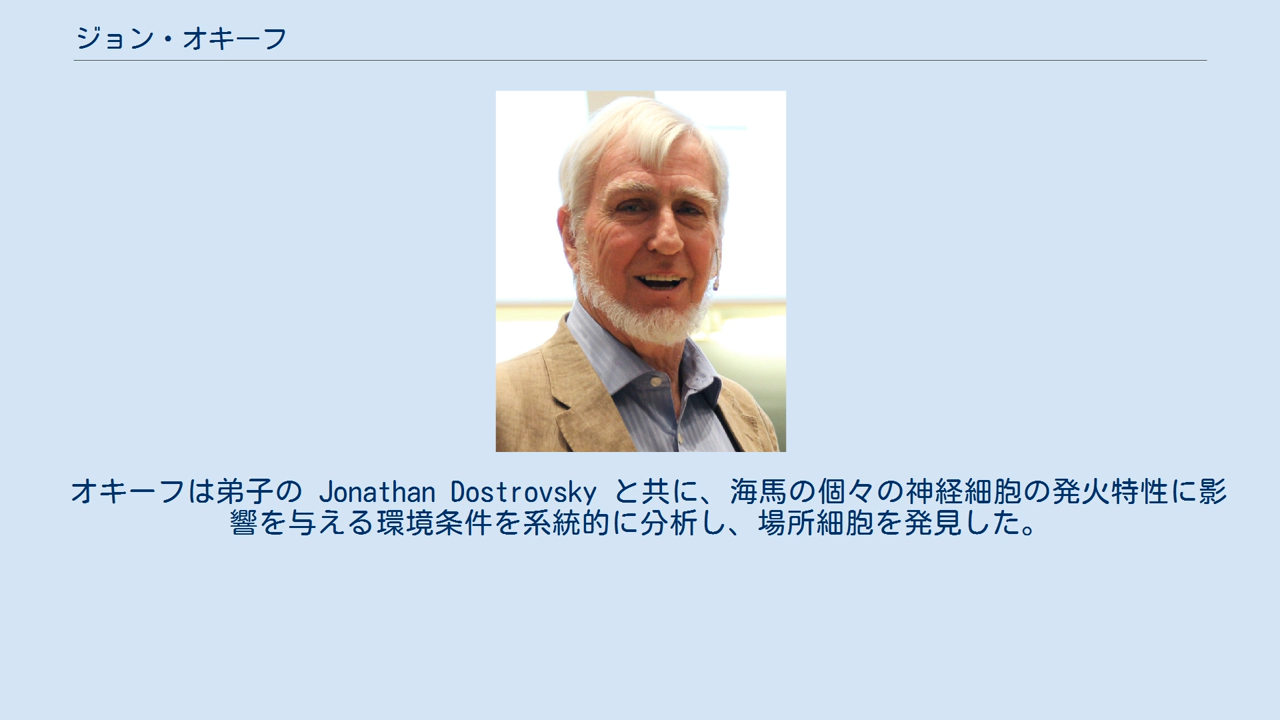 ジョン・オキーフ
オキーフは弟子の Jonathan Dostrovsky と共に、海馬の個々の神経細胞の発火特性に影
響を与える環境条件を系統的に分析し、場所細胞を発見した。